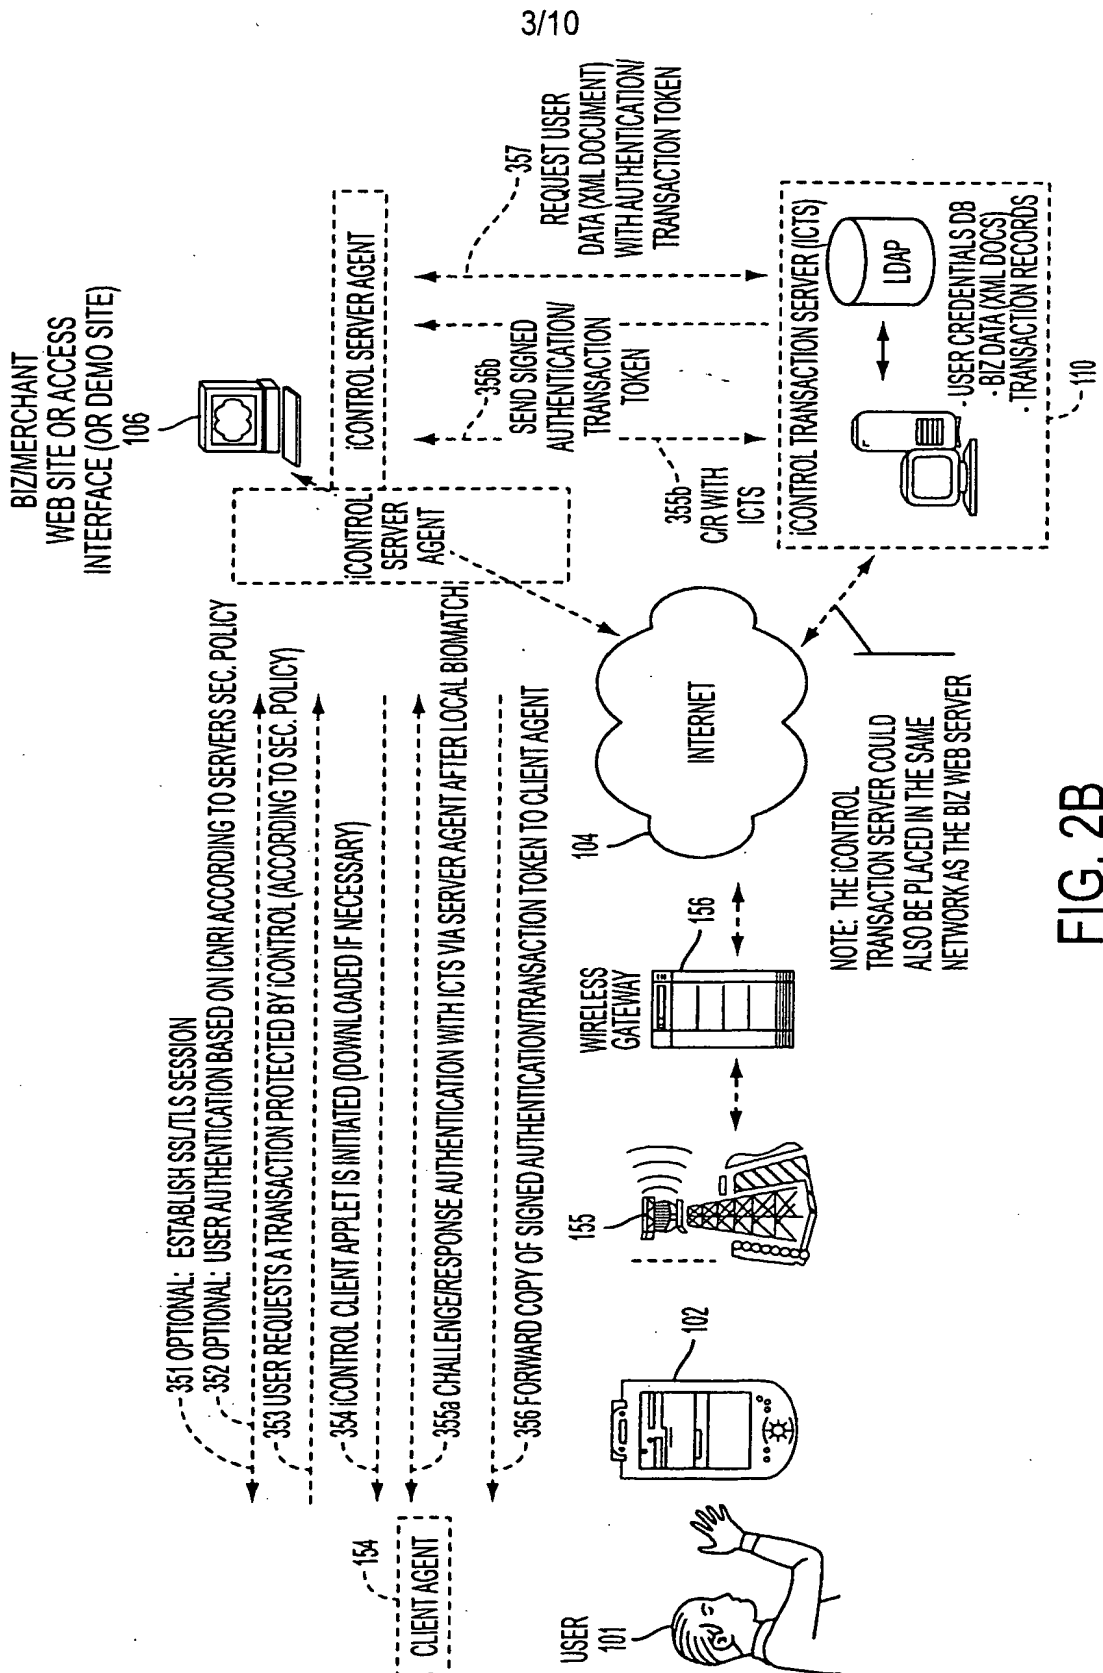 3/10
BIZ/MERCHANT
WEB SITE OR ACCESS
INTERFACE (OR DEMO SITE)
106
351 OPTIONAL: ESTABLISH SSL/TLS SESSION
352 OPTIONAL: USER AUTHENTICATION BASED ON ICNRI ACCORDING TO SERVERS SEC. POLICY
353 USER REQUESTS A TRANSACTION PROTECTED BY iCONTROL (ACCORDING TO SEC. POLICY)
354 iCONTROL CLIENT APPLET IS INITIATED (DOWNLOADED IF NECESSARY)
355a CHALLENGE/RESPONSE AUTHENTICATION WITH ICTS VIA SERVER AGENT AFTER LOCAL BIOMATCH
356 FORWARD COPY OF SIGNED AUTHENTICATION/TRANSACTION TOKEN TO CLIENT AGENT
154
CLIENT AGENT
iCONTROL
SERVER
AGENT
iCONTROL SERVER AGENT
356b
SEND SIGNED
AUTHENTICATION/
TRANSACTION
TOKEN
357
REQUEST USER
DATA (XML DOCUMENT)
WITH AUTHENTICATION/
TRANSACTION TOKEN
355b
C/R WITH
ICTS
USER
101
102
155
WIRELESS
GATEWAY
156
104
INTERNET
iCONTROL TRANSACTION SERVER (ICTS)
LDAP
· USER CREDENTIALS DB
· BIZ DATA (XML DOCS)
· TRANSACTION RECORDS
110
NOTE: THE iCONTROL
TRANSACTION SERVER COULD
ALSO BE PLACED IN THE SAME
NETWORK AS THE BIZ WEB SERVER
FIG. 2B